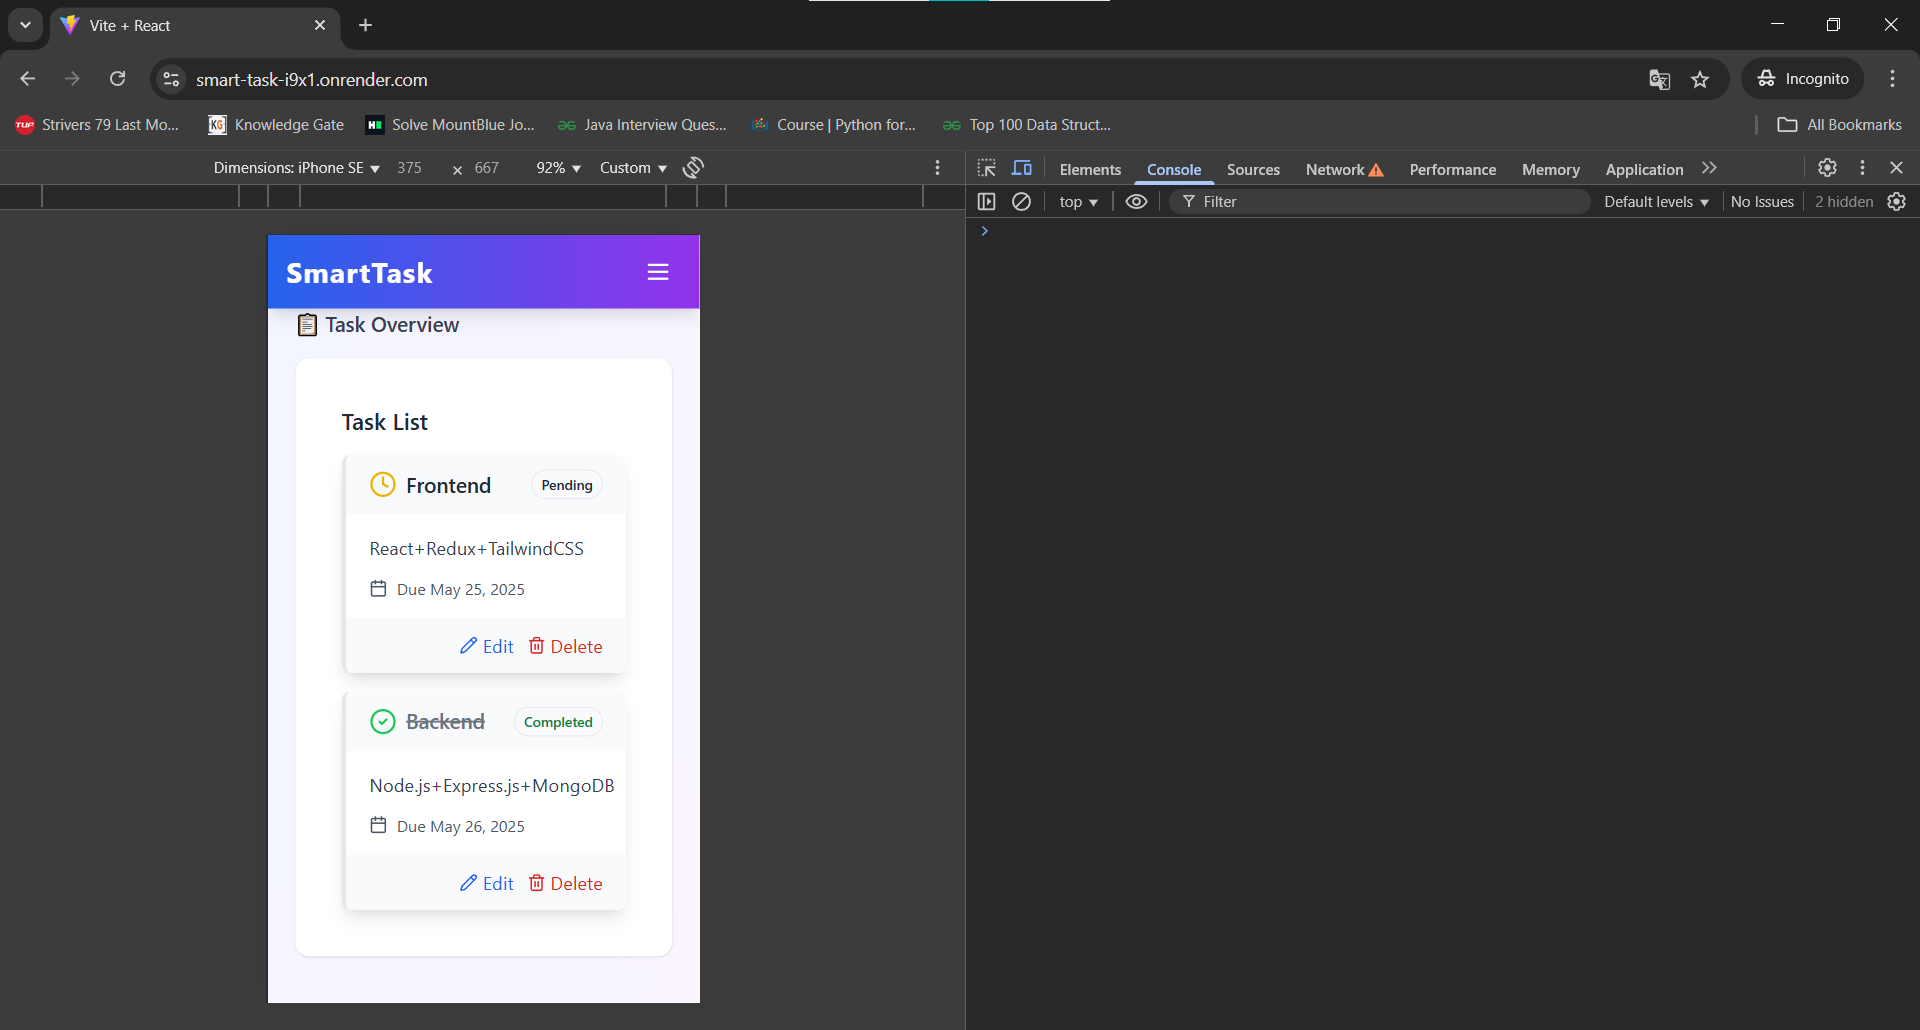 Vite + React
smart-task-i9x1.onrender.com
Incognito
Strivers 79 Last Mo...
Knowledge Gate
Solve MountBlue Jo...
Java Interview Ques...
Course | Python for...
Top 100 Data Struct...
All Bookmarks
Dimensions: iPhone SE
375
×
667
92%
Custom
Elements
Console
Sources
Network
Performance
Memory
Application
top
Filter
Default levels
No Issues
2 hidden
SmartTask
Task Overview
Task List
Frontend
Pending
React+Redux+TailwindCSS
Due May 25, 2025
Edit
Delete
Backend
Completed
Node.js+Express.js+MongoDB
Due May 26, 2025
Edit
Delete